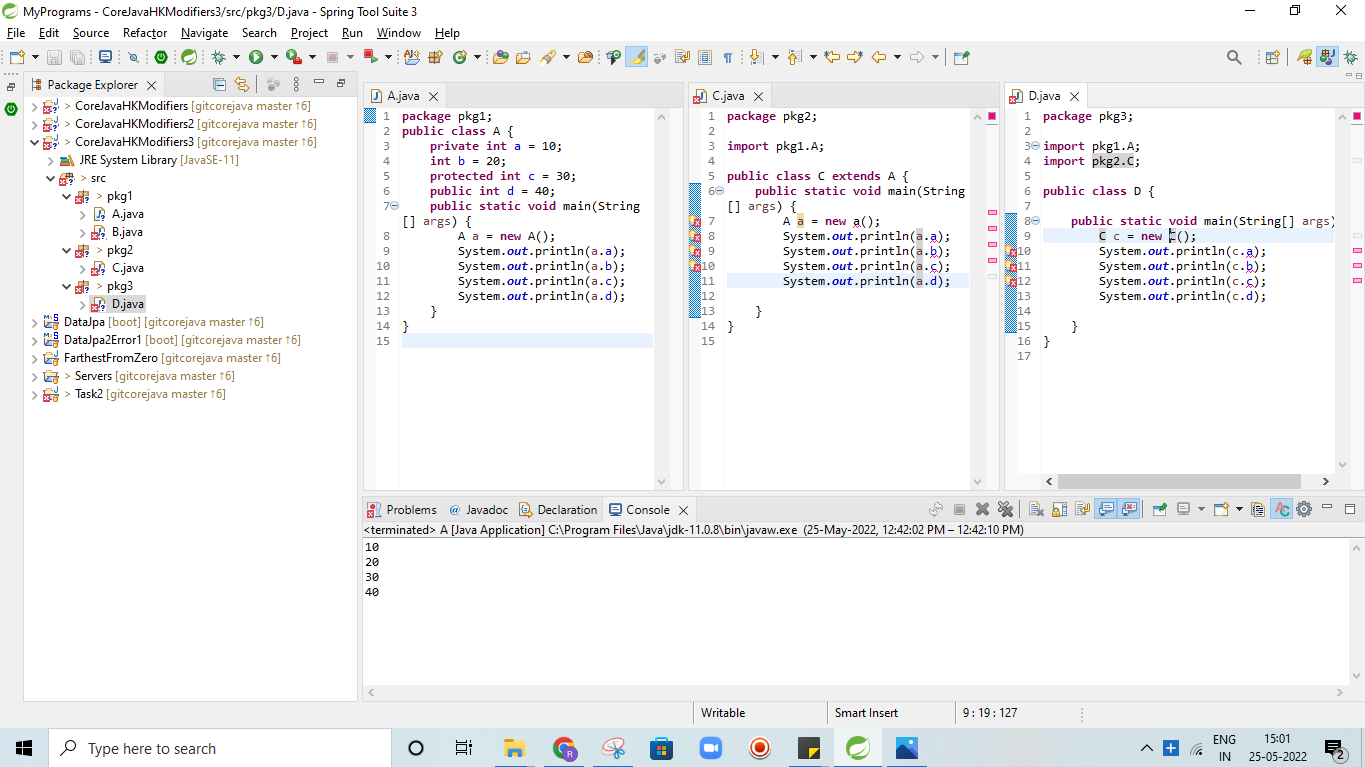 MyPrograms - CoreJavaHKModifiers3/src/pkg3/D.java - Spring Tool Suite 3
File Edit Source Refactor Navigate Search Project Run Window Help
Package Explorer
> CoreJavaHKModifiers [gitcorejava master ↑6]
> CoreJavaHKModifiers2 [gitcorejava master ↑6]
> CoreJavaHKModifiers3 [gitcorejava master ↑6]
JRE System Library [JavaSE-11]
> src
> pkg1
A.java
B.java
> pkg2
C.java
> pkg3
D.java
DataJpa [boot] [gitcorejava master ↑6]
DataJpa2Error1 [boot] [gitcorejava master ↑6]
FarthestFromZero [gitcorejava master ↑6]
> Servers [gitcorejava master ↑6]
> Task2 [gitcorejava master ↑6]
A.java
1 package pkg1;
2 public class A {
3 private int a = 10;
4 int b = 20;
5 protected int c = 30;
6 public int d = 40;
7 public static void main(String
[] args) {
8 A a = new A();
9 System.out.println(a.a);
10 System.out.println(a.b);
11 System.out.println(a.c);
12 System.out.println(a.d);
13 }
14 }
15
C.java
1 package pkg2;
2
3 import pkg1.A;
4
5 public class C extends A {
6 public static void main(String
[] args) {
7 A a = new a();
8 System.out.println(a.a);
9 System.out.println(a.b);
10 System.out.println(a.c);
11 System.out.println(a.d);
12
13 }
14 }
15
D.java
1 package pkg3;
2
3 import pkg1.A;
4 import pkg2.C;
5
6 public class D {
7
8 public static void main(String[] args)
9 C c = new C();
10 System.out.println(c.a);
11 System.out.println(c.b);
12 System.out.println(c.c);
13 System.out.println(c.d);
14
15 }
16 }
17
Problems @ Javadoc Declaration Console
<terminated> A [Java Application] C:\Program Files\Java\jdk-11.0.8\bin\javaw.exe (25-May-2022, 12:42:02 PM – 12:42:10 PM)
10
20
30
40
Writable Smart Insert 9 : 19 : 127
Type here to search
R
ENG
IN
15:01
25-05-2022
2